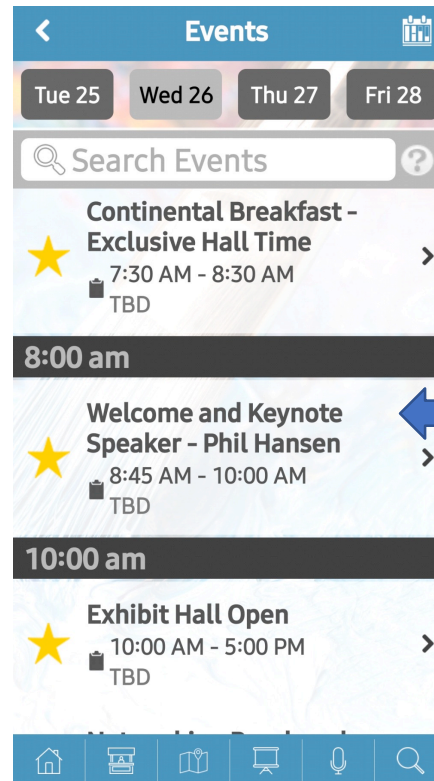 Events
Tue 25 Wed 26 Thu 27 Fri 28
Search Events ?
Continental Breakfast -
Exclusive Hall Time
7:30 AM - 8:30 AM
TBD
8:00 am
Welcome and Keynote
Speaker - Phil Hansen
8:45 AM - 10:00 AM
TBD
10:00 am
Exhibit Hall Open
10:00 AM - 5:00 PM
TBD